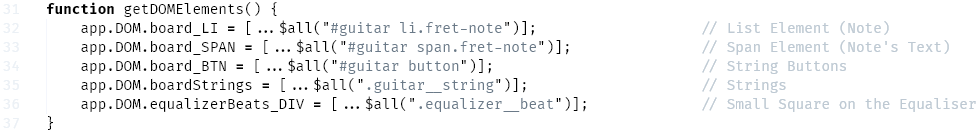 31 function getDOMElements() {
32 app.DOM.board_LI = [...$all("#guitar li.fret-note")]; // List Element (Note)
33 app.DOM.board_SPAN = [...$all("#guitar span.fret-note")]; // Span Element (Note's Text)
34 app.DOM.board_BTN = [...$all("#guitar button")]; // String Buttons
35 app.DOM.boardStrings = [...$all(".guitar__string")]; // Strings
36 app.DOM.equalizerBeats_DIV = [...$all(".equalizer__beat")]; // Small Square on the Equaliser
37 }